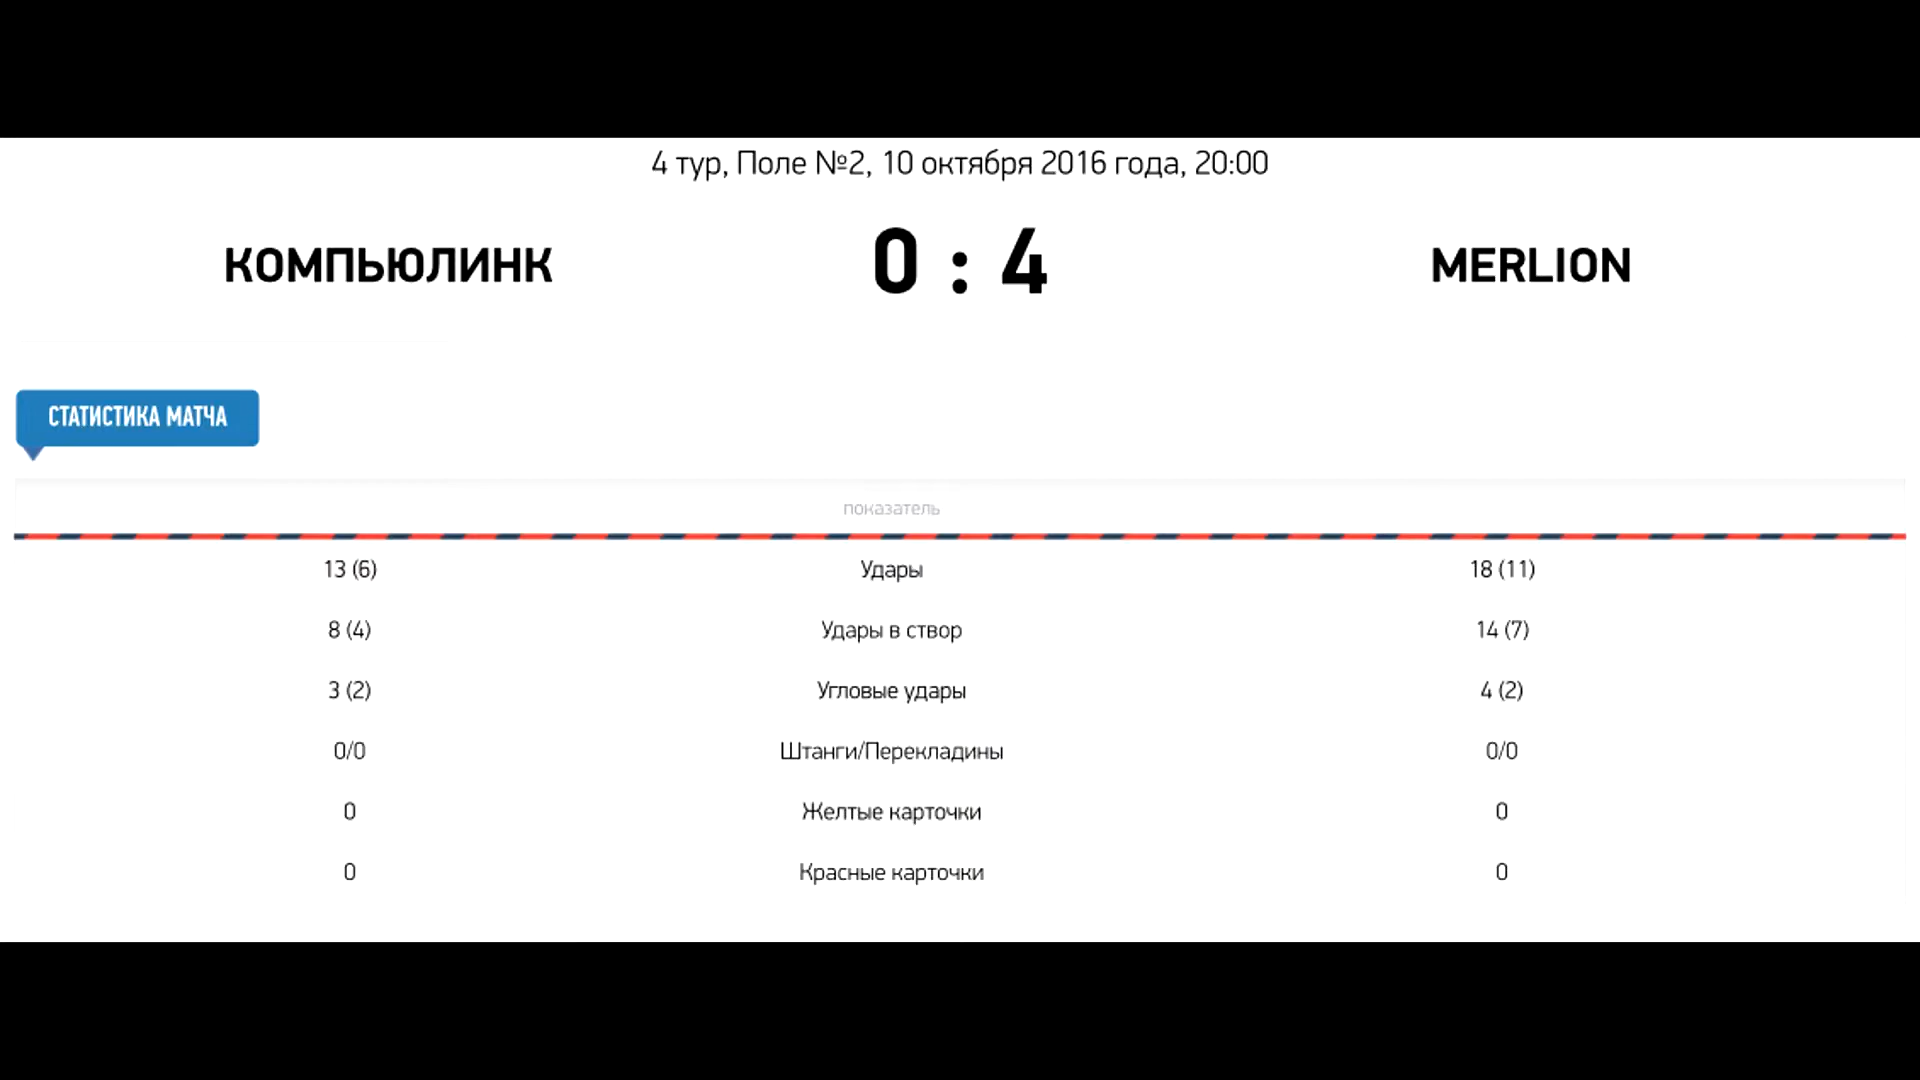 4 тур, Поле №2, 10 октября 2016 года, 20:00
КОМПЬЮЛИНК 0 : 4 MERLION
СТАТИСТИКА МАТЧА
показатель
13 (6) Удары 18 (11)
8 (4) Удары в створ 14 (7)
3 (2) Угловые удары 4 (2)
0/0 Штанги/Перекладины 0/0
0 Желтые карточки 0
0 Красные карточки 0